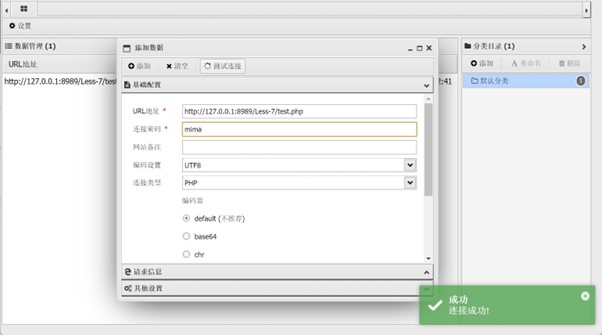 设置
数据管理 (1)
URL地址
http://127.0.0.1:8989/Less-7/test
2:41
添加数据
添加
清空
测试连接
基础配置
URL地址 *
http://127.0.0.1:8989/Less-7/test.php
连接密码 *
mima
网站备注
编码设置
UTF8
连接类型
PHP
编码器
default (不推荐)
base64
chr
请求信息
其他设置
分类目录 (1)
添加
重命名
删除
默认分类
1
成功
连接成功!